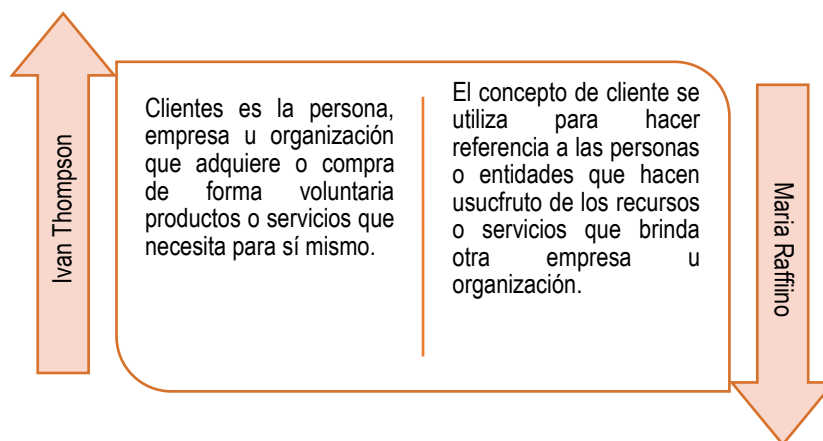 Ivan Thompson
Clientes es la persona,
empresa u organización
que adquiere o compra
de forma voluntaria
productos o servicios que
necesita para sí mismo.
El concepto de cliente se
utiliza para hacer
referencia a las personas
o entidades que hacen
usucfruto de los recursos
o servicios que brinda
otra empresa u
organización.
Maria Raffiino